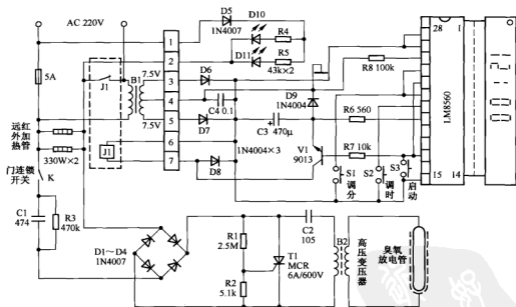 AC 220V
5A
J1
B1
7.5V
7.5V
J1
远红
外加
热管
330W×2
门连锁
开关
K
C1
474
R3
470k
1
2
3
4
5
6
7
D5
1N4007
D10
R4
D11
R5
43k×2
D6
C4 0.1
D7
D9
1N4004
C3 470μ
1N4004×3
D8
V1
9013
R8 100k
R6 560
R7 10k
S1
调
分
S2
调
时
S3
启
动
28
1
LM8560
15
14
D1~D4
1N4007
R1
2.5M
R2
5.1k
T1
MCR
6A/600V
C2
105
B2
高
压
变
压
器
臭
氧
放
电
管